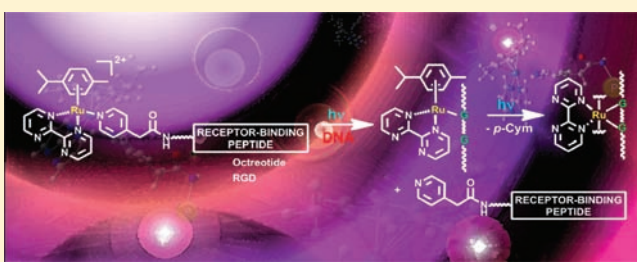 2+
Ru
N
N
N
N
N
O
N
H
RECEPTOR-BINDING
PEPTIDE
Octreotide
RGD
hν
DNA
Ru
N
N
N
N
G
G
+
N
O
N
H
RECEPTOR-BINDING
PEPTIDE
hν
- p-Cym
N
N
N
N
Ru
G
G